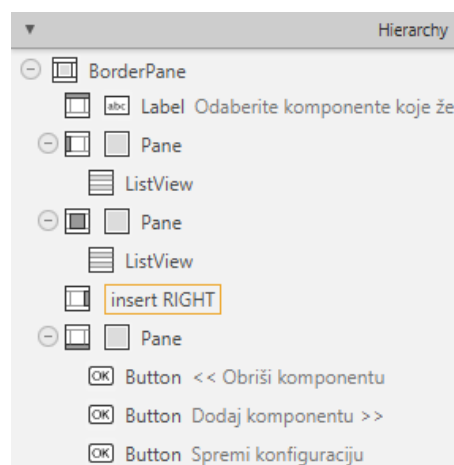 Hierarchy
BorderPane
abc Label Odaberite komponente koje že
Pane
ListView
Pane
ListView
insert RIGHT
Pane
OK Button << Obriši komponentu
OK Button Dodaj komponentu >>
OK Button Spremi konfiguraciju